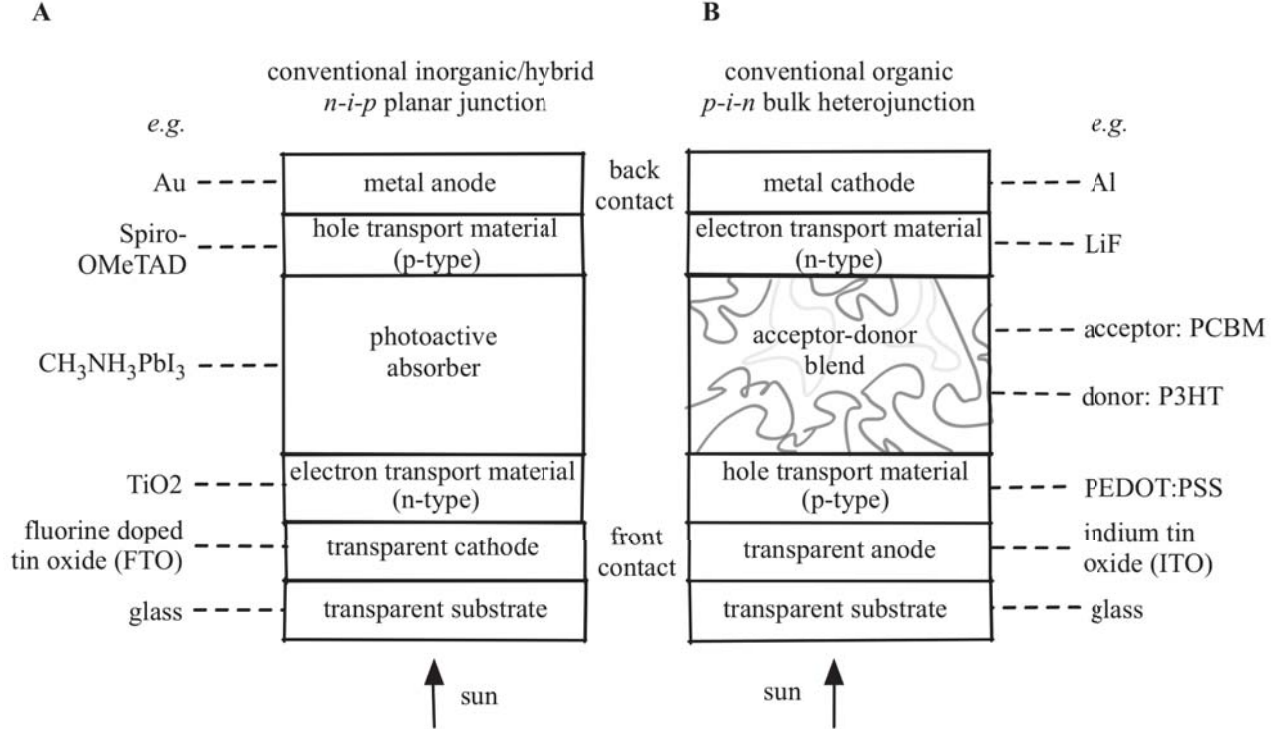 A
conventional inorganic/hybrid
n-i-p planar junction
e.g.
Au
metal anode
Spiro-
OMeTAD
hole transport material
(p-type)
CH₃NH₃PbI₃
photoactive
absorber
TiO2
electron transport material
(n-type)
fluorine doped
tin oxide (FTO)
transparent cathode
glass
transparent substrate
sun
back
contact
front
contact
B
conventional organic
p-i-n bulk heterojunction
e.g.
metal cathode
Al
electron transport material
(n-type)
LiF
acceptor-donor
blend
acceptor: PCBM
donor: P3HT
hole transport material
(p-type)
PEDOT:PSS
transparent anode
indium tin
oxide (ITO)
transparent substrate
glass
sun